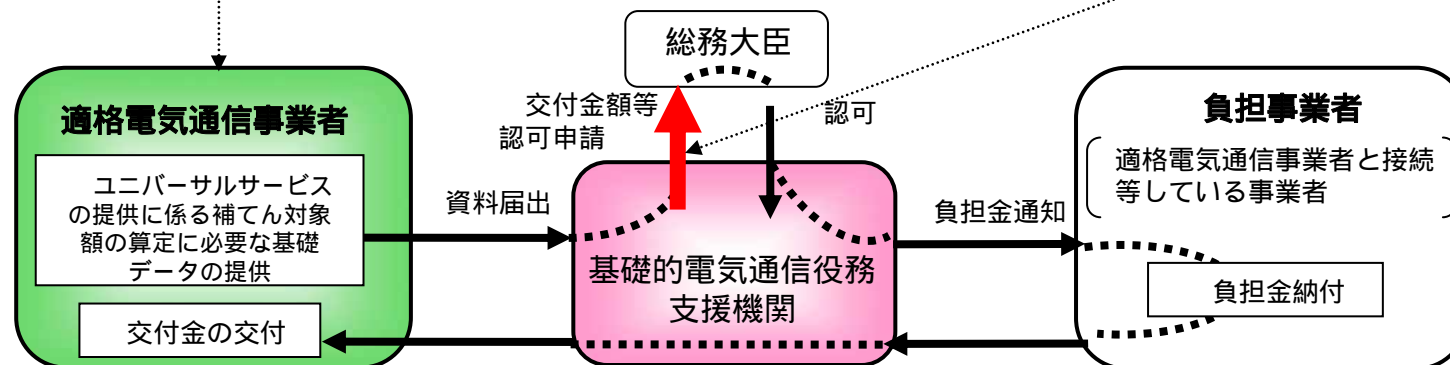 総務大臣
適格電気通信事業者
ユニバーサルサービス
の提供に係る補てん対象
額の算定に必要な基礎
データの提供
交付金の交付
資料届出
交付金額等
認可申請
認可
基礎的電気通信役務
支援機関
負担金通知
負担事業者
適格電気通信事業者と接続
等している事業者
負担金納付